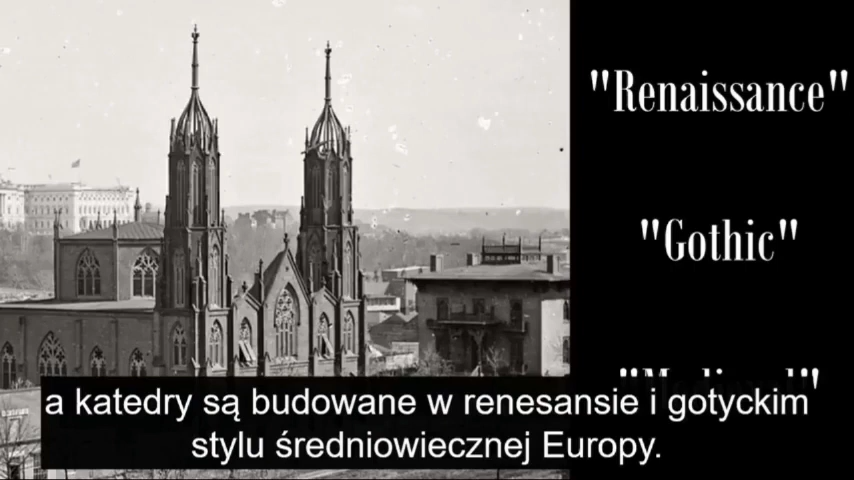 "Renaissance"
"Gothic"
a katedry są budowane w renesansie i gotyckim
stylu średniowiecznej Europy.